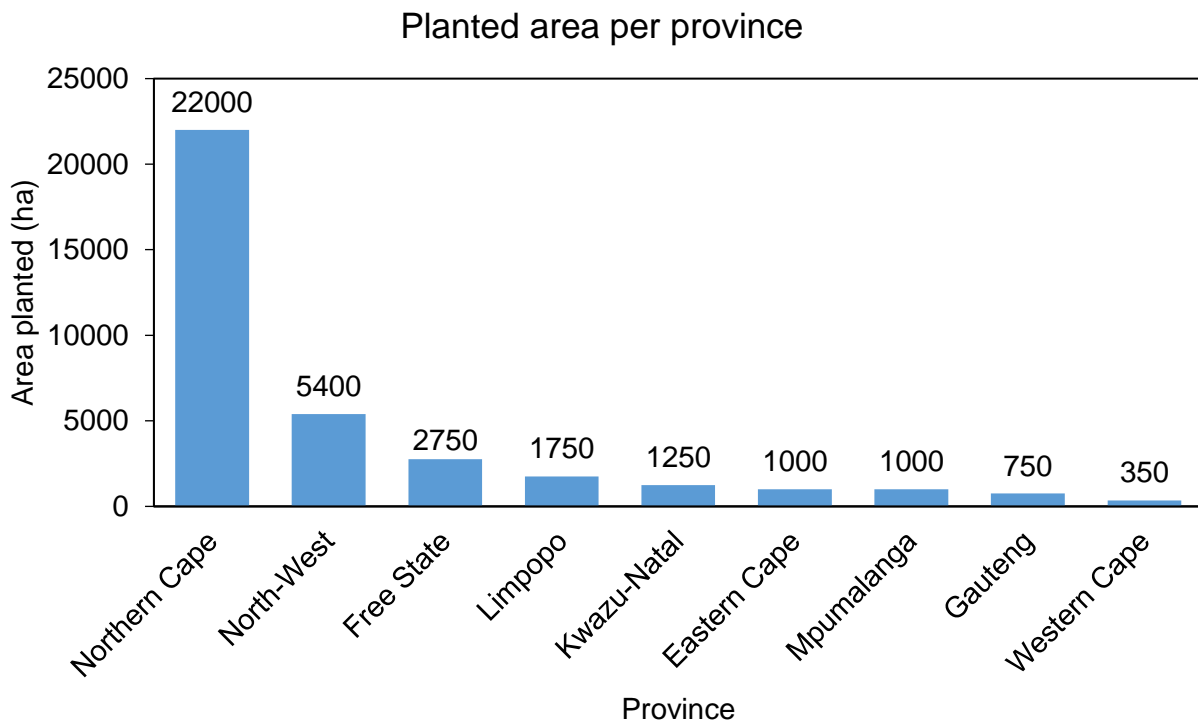 Planted area per province
Area planted (ha)
25000
20000
15000
10000
5000
0
22000
5400
2750
1750
1250
1000
1000
750
350
Northern Cape
North-West
Free State
Limpopo
Kwazu-Natal
Eastern Cape
Mpumalanga
Gauteng
Western Cape
Province